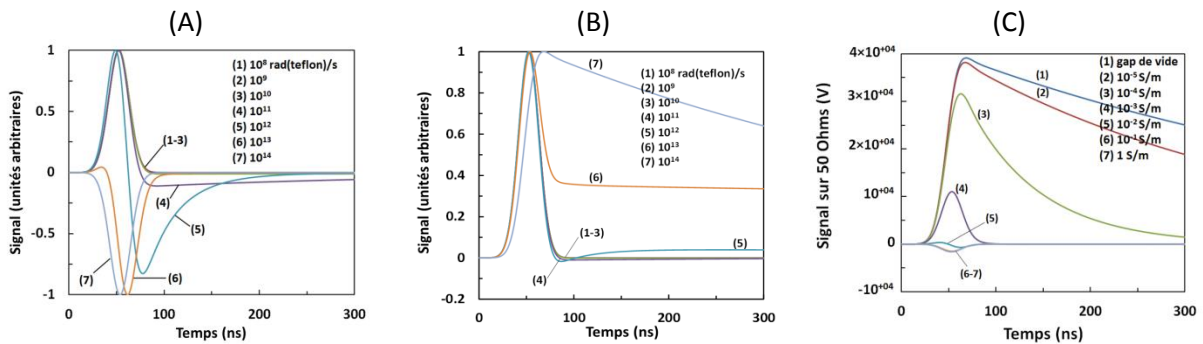 (A)
Signal (unités arbitraires)
1
0.5
0
-0.5
-1
(1) 10⁸ rad(teflon)/s
(2) 10⁹
(3) 10¹⁰
(4) 10¹¹
(5) 10¹²
(6) 10¹³
(7) 10¹⁴
(1-3)
(4)
(5)
(6)
(7)
0 100 200 300
Temps (ns)
(B)
Signal (unités arbitraires)
1
0.8
0.6
0.4
0.2
0
-0.2
(7)
(1) 10⁸ rad(teflon)/s
(2) 10⁹
(3) 10¹⁰
(4) 10¹¹
(5) 10¹²
(6) 10¹³
(7) 10¹⁴
(6)
(1-3)
(5)
(4)
0 100 200 300
Temps (ns)
(C)
Signal sur 50 Ohms (V)
4×10⁺⁰⁴
3×10⁺⁰⁴
2×10⁺⁰⁴
10⁺⁰⁴
0
-10⁺⁰⁴
(1) gap de vide
(2) 10⁻⁵ S/m
(3) 10⁻⁴ S/m
(4) 10⁻³ S/m
(5) 10⁻² S/m
(6) 10⁻¹ S/m
(7) 1 S/m
(1)
(2)
(3)
(4)
(5)
(6-7)
0 100 200 300
Temps (ns)